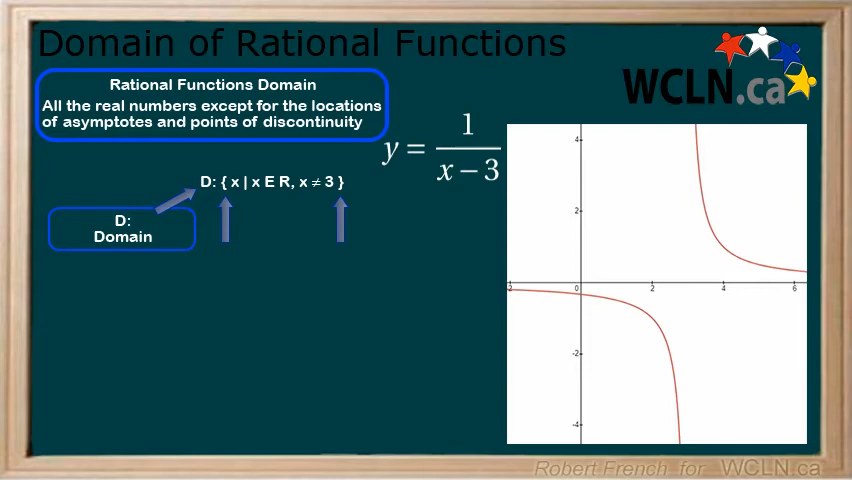 Domain of Rational Functions
WCLN.ca
Rational Functions Domain
All the real numbers except for the locations
of asymptotes and points of discontinuity
y = 1 / (x − 3)
D: { x | x E R, x ≠ 3 }
D:
Domain
4
2
2 0 2 4 6
-2
-4
Robert French for WCLN.ca